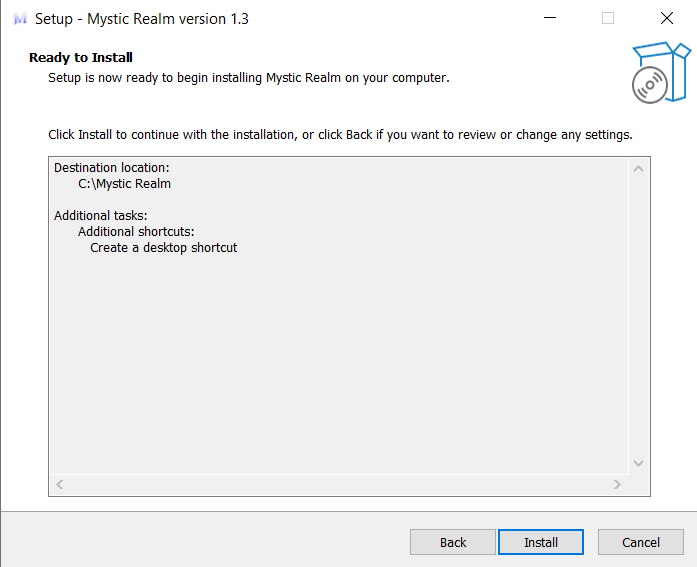 M Setup - Mystic Realm version 1.3
Ready to Install
Setup is now ready to begin installing Mystic Realm on your computer.
Click Install to continue with the installation, or click Back if you want to review or change any settings.
Destination location:
C:\Mystic Realm
Additional tasks:
Additional shortcuts:
Create a desktop shortcut
Back Install Cancel